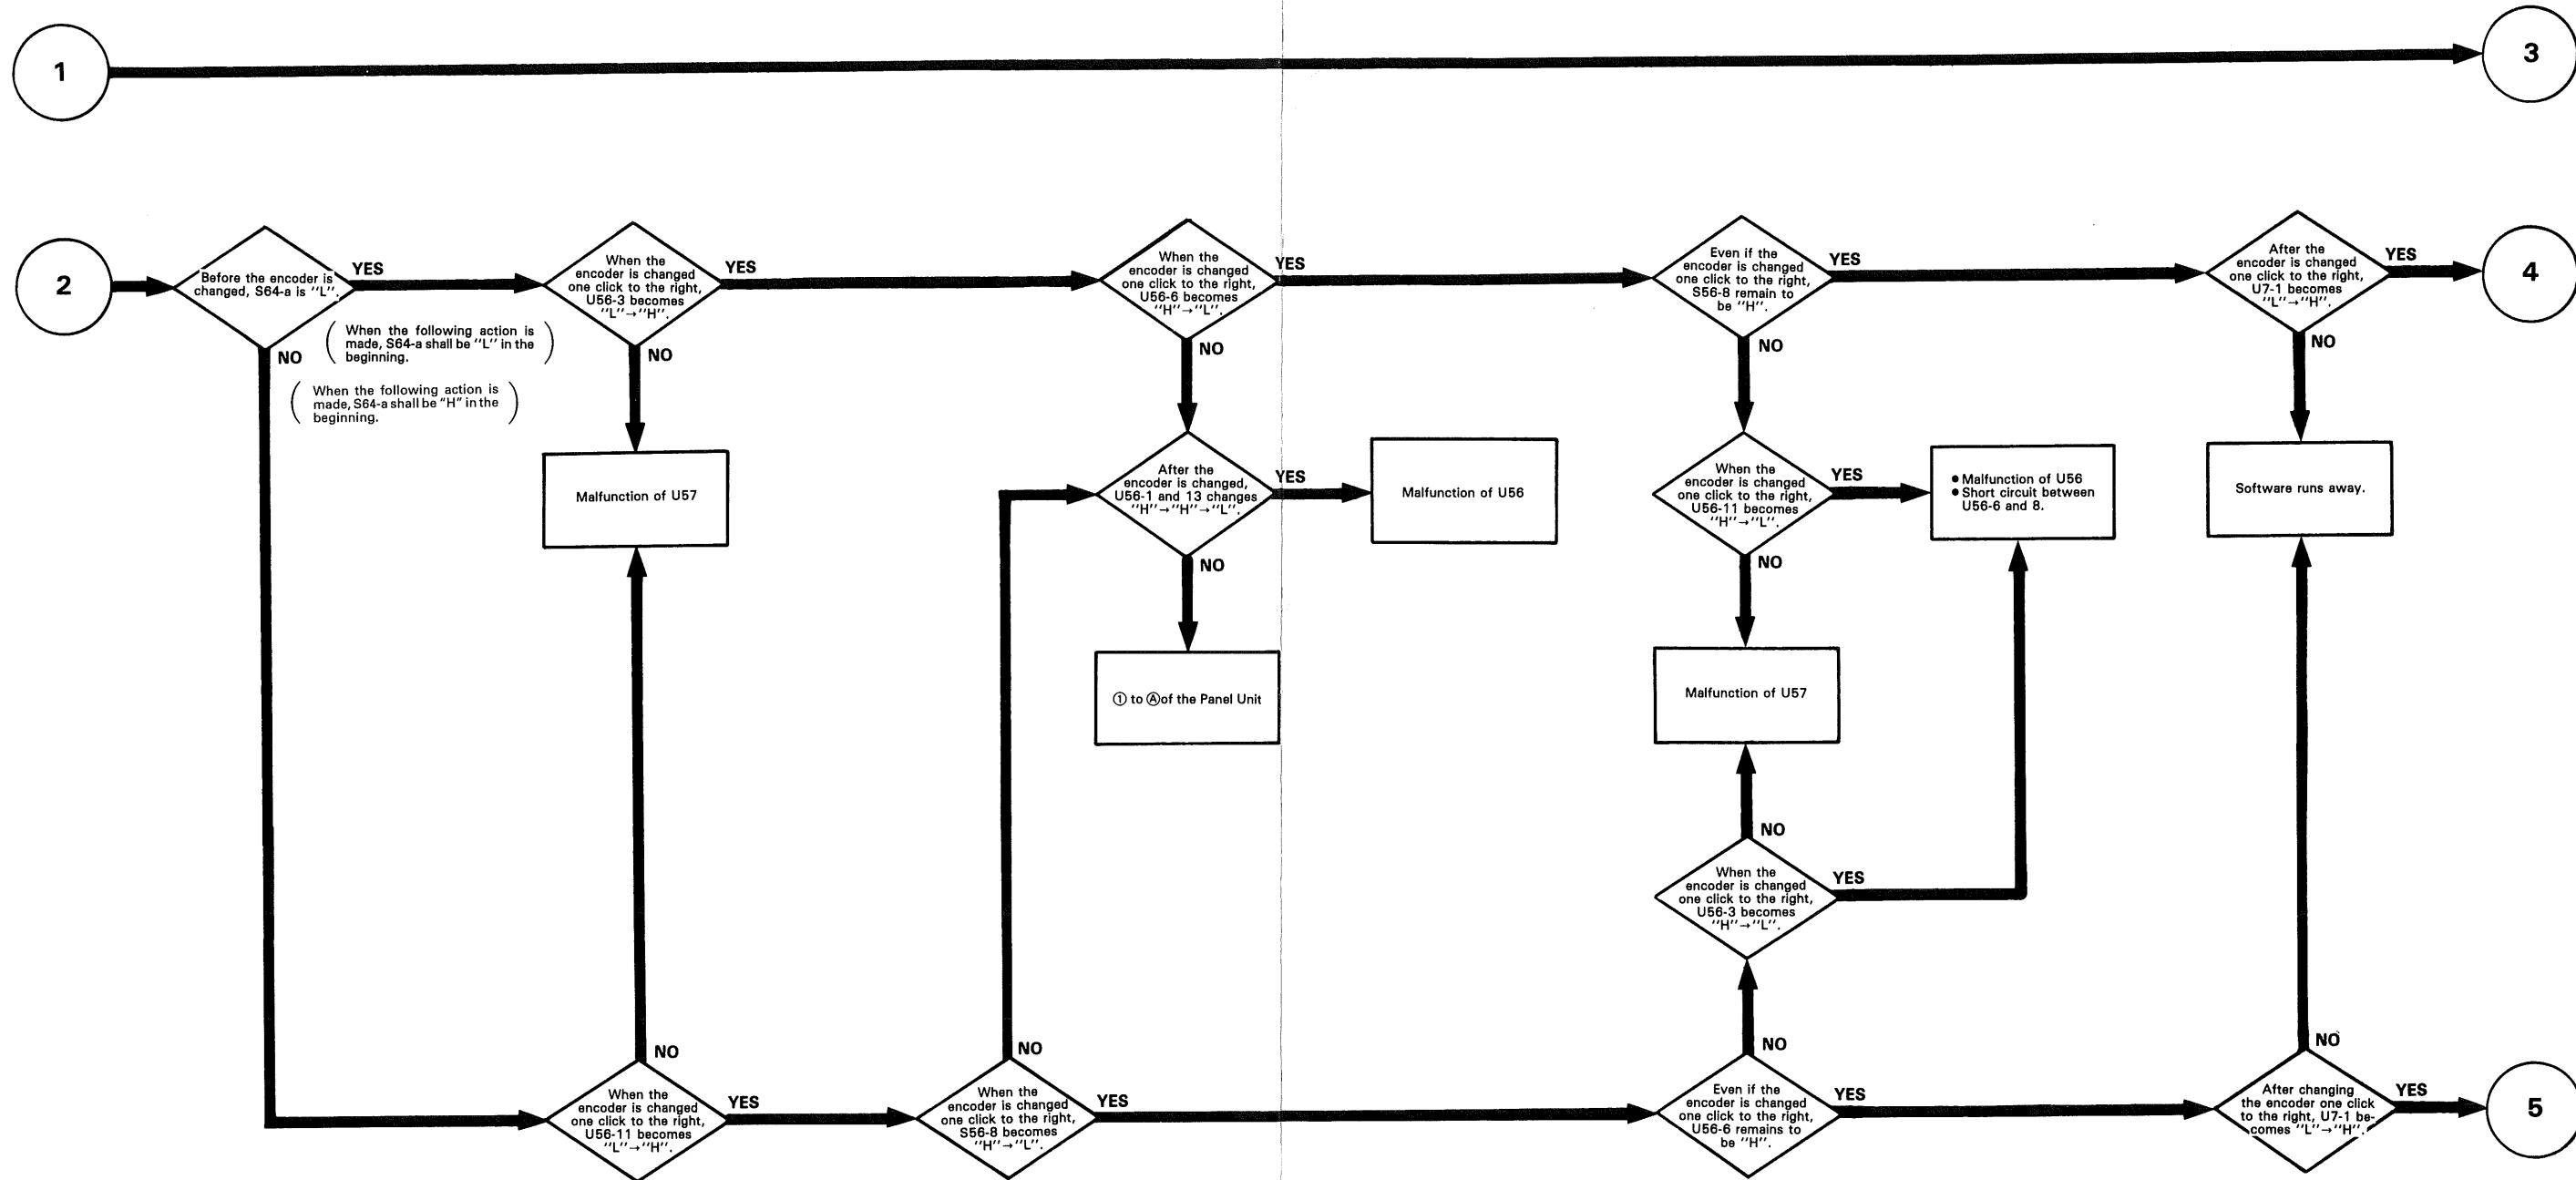 1
3
2
Before the encoder is
changed, S64-a is "L".
YES
NO
( When the following action is
made, S64-a shall be "L" in the
beginning. )
( When the following action is
made, S64-a shall be "H" in the
beginning. )
When the
encoder is changed
one click to the right,
U56-3 becomes
"L"→"H".
YES
NO
Malfunction of U57
When the
encoder is changed
one click to the right,
U56-6 becomes
"H"→"L".
YES
NO
After the
encoder is changed,
U56-1 and 13 changes
"H"→"H"→"L".
YES
Malfunction of U56
NO
① to Ⓐof the Panel Unit
Even if the
encoder is changed
one click to the right,
S56-8 remain to
be "H".
YES
NO
When the
encoder is changed
one click to the right,
U56-11 becomes
"H"→"L".
YES
● Malfunction of U56
● Short circuit between
U56-6 and 8.
NO
Malfunction of U57
NO
When the
encoder is changed
one click to the right,
U56-3 becomes
"H"→"L".
YES
After the
encoder is changed
one click to the right,
U7-1 becomes
"L"→"H".
YES
4
NO
Software runs away.
NO
When the
encoder is changed
one click to the right,
U56-11 becomes
"L"→"H".
YES
NO
When the
encoder is changed
one click to the right,
S56-8 becomes
"H"→"L".
YES
NO
Even if the
encoder is changed
one click to the right,
U56-6 remains to
be "H".
YES
NO
After changing
the encoder one click
to the right, U7-1 be-
comes "L"→"H".
YES
5